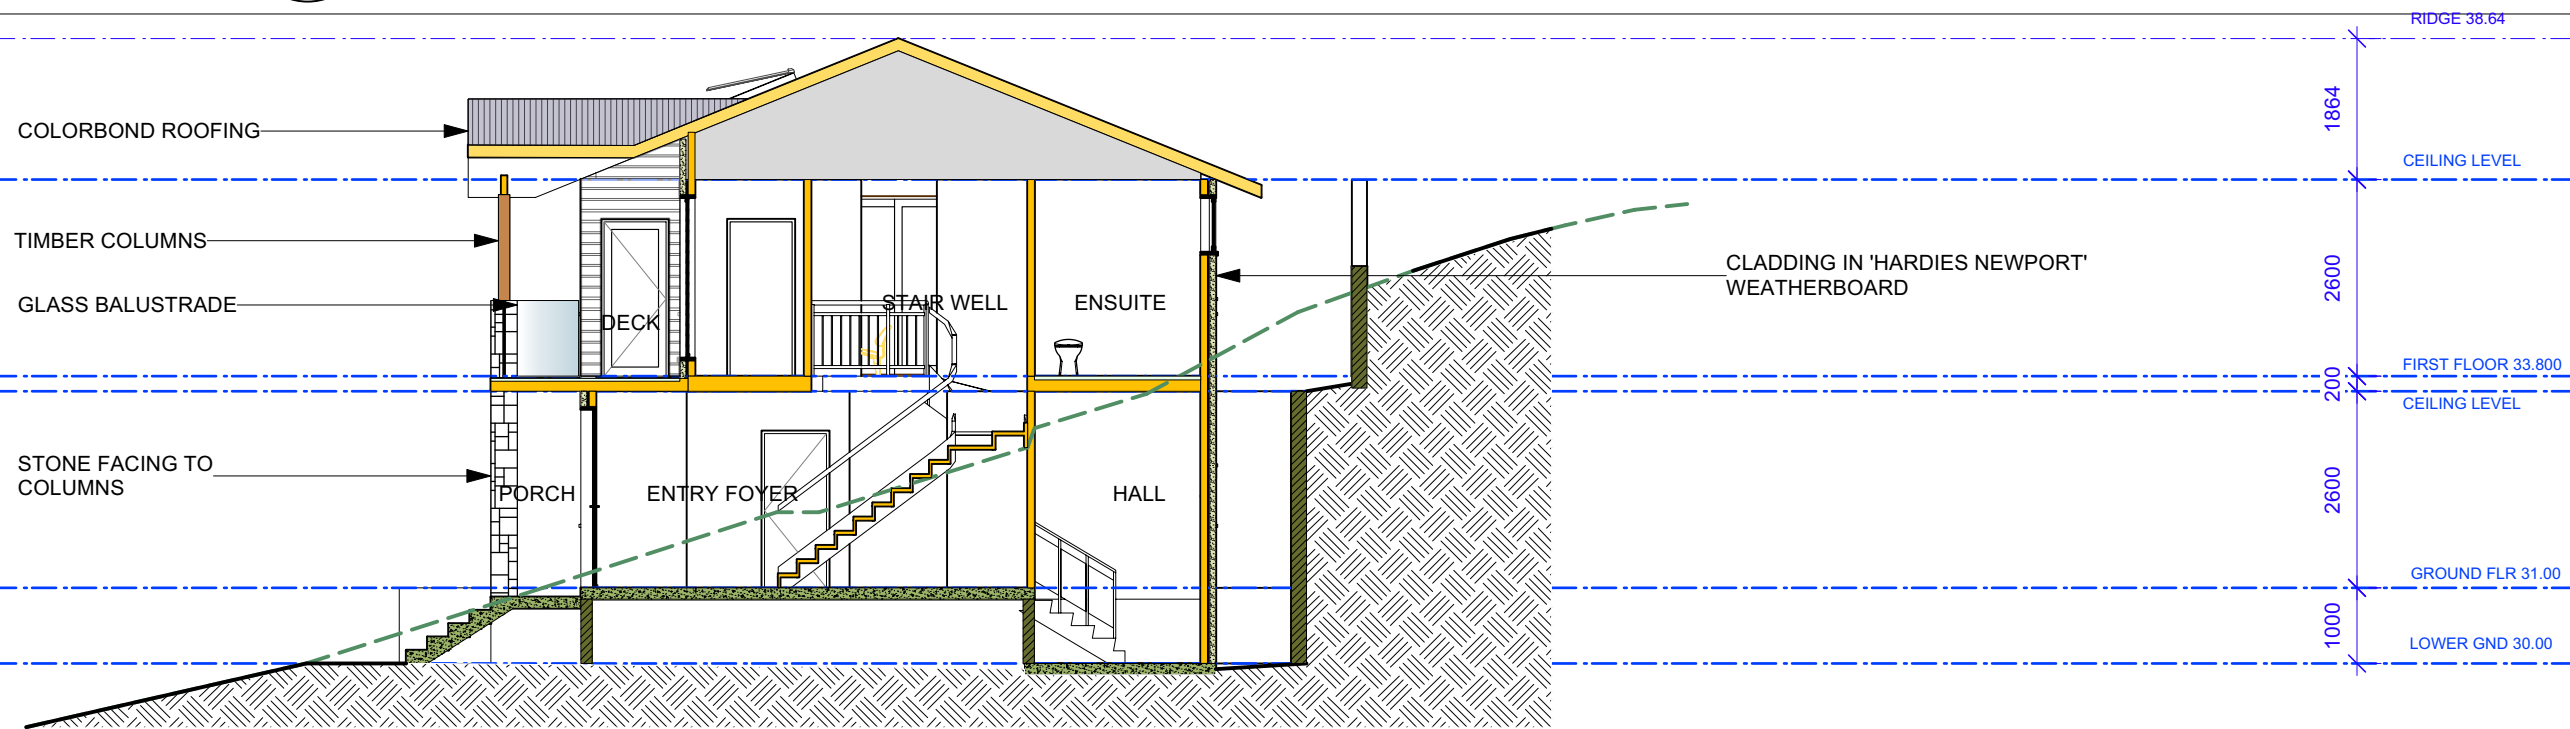 RIDGE 38.64
1864
COLORBOND ROOFING
CEILING LEVEL
TIMBER COLUMNS
CLADDING IN 'HARDIES NEWPORT'
WEATHERBOARD
2600
GLASS BALUSTRADE
STAIR WELL
ENSUITE
DECK
FIRST FLOOR 33.800
200
CEILING LEVEL
STONE FACING TO
COLUMNS
PORCH
ENTRY FOYER
HALL
2600
GROUND FLR 31.00
1000
LOWER GND 30.00